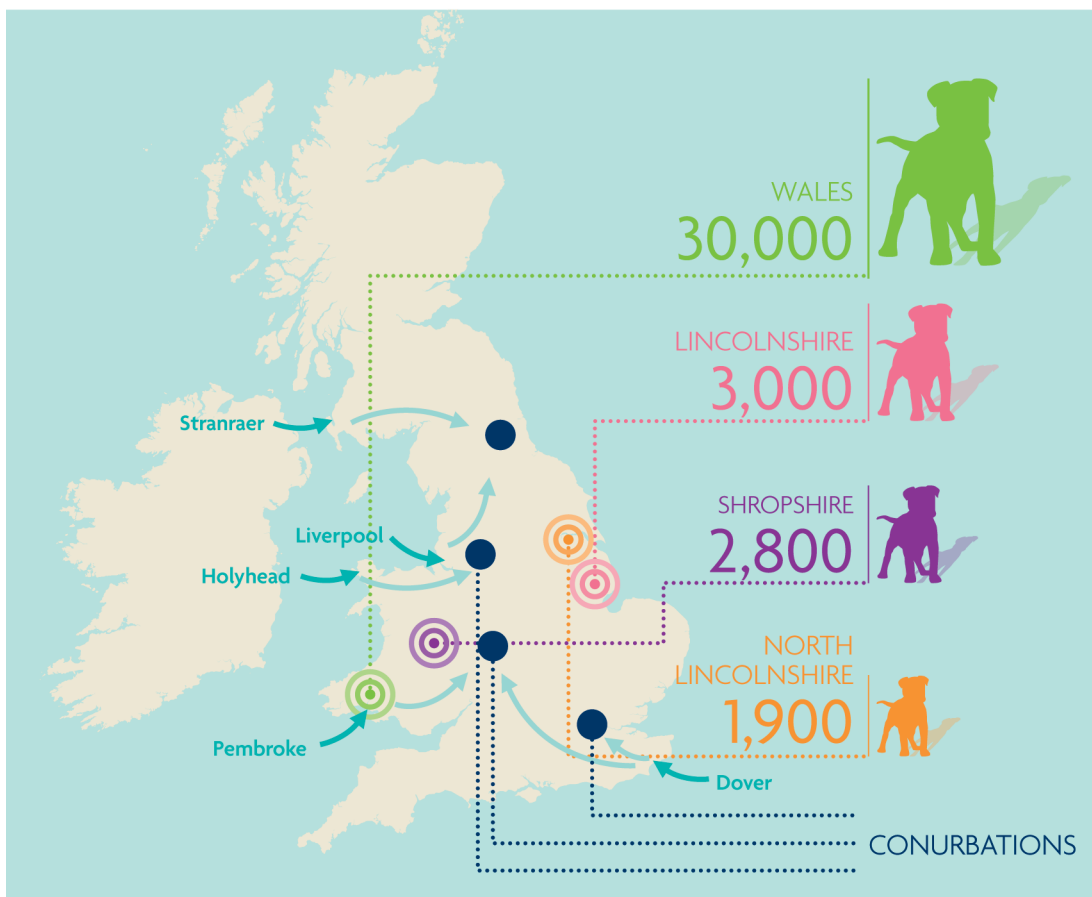 WALES
30,000
LINCOLNSHIRE
3,000
Stranraer
SHROPSHIRE
2,800
Liverpool
Holyhead
NORTH
LINCOLNSHIRE
1,900
Pembroke
Dover
CONURBATIONS